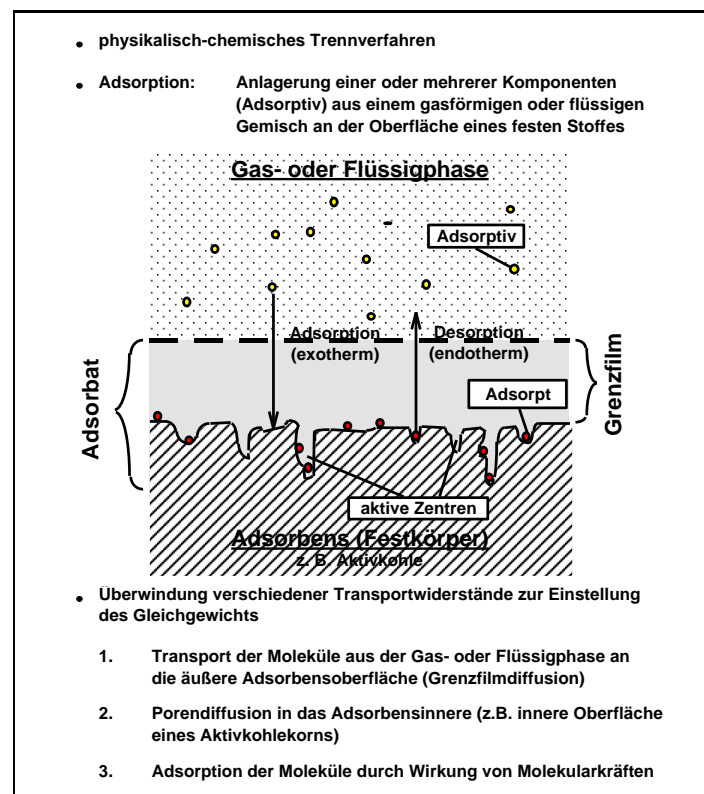 • physikalisch-chemisches Trennverfahren
• Adsorption: Anlagerung einer oder mehrerer Komponenten
(Adsorptiv) aus einem gasförmigen oder flüssigen
Gemisch an der Oberfläche eines festen Stoffes
Gas- oder Flüssigphase
Adsorptiv
Adsorption
(exotherm)
Desorption
(endotherm)
Adsorbat
Grenzfilm
Adsorpt
aktive Zentren
Adsorbens (Festkörper)
z. B. Aktivkohle
• Überwindung verschiedener Transportwiderstände zur Einstellung
des Gleichgewichts
1. Transport der Moleküle aus der Gas- oder Flüssigphase an
die äußere Adsorbensoberfläche (Grenzfilmdiffusion)
2. Porendiffusion in das Adsorbensinnere (z.B. innere Oberfläche
eines Aktivkohlekorns)
3. Adsorption der Moleküle durch Wirkung von Molekularkräften